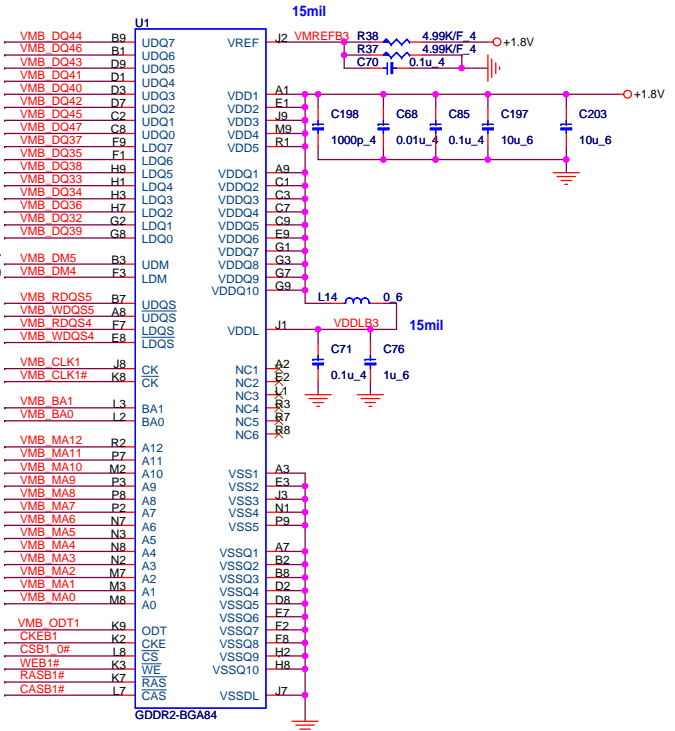 15mil
U1
VMB_DQ44 B9 UDQ7 VREF J2 VMREFB3 R38 4.99K/F_4 +1.8V
VMB_DQ46 B1 UDQ6 R37 4.99K/F_4
VMB_DQ43 D9 UDQ5 C70 0.1u_4
VMB_DQ41 D1 UDQ4
VMB_DQ40 D3 UDQ3 VDD1 A1 +1.8V
VMB_DQ42 D7 UDQ2 VDD2 E1
VMB_DQ45 C2 UDQ1 VDD3 J9 C198 C68 C85 C197 C203
VMB_DQ47 C8 UDQ0 VDD4 M9
VMB_DQ37 F9 LDQ7 VDD5 R1 1000p_4 0.01u_4 0.1u_4 10u_6 10u_6
VMB_DQ35 F1 LDQ6
VMB_DQ38 H9 LDQ5 VDDQ1 A9
VMB_DQ33 H1 LDQ4 VDDQ2 C1
VMB_DQ34 H3 LDQ3 VDDQ3 C3
VMB_DQ36 H7 LDQ2 VDDQ4 C7
VMB_DQ32 G2 LDQ1 VDDQ5 C9
VMB_DQ39 G8 LDQ0 VDDQ6 E9
VDDQ7 G1
VMB_DM5 B3 UDM VDDQ8 G3
VMB_DM4 F3 LDM VDDQ9 G7
VDDQ10 G9
VMB_RDQS5 B7 UDQS L14 0_6
VMB_WDQS5 A8 UDQS
VMB_RDQS4 F7 LDQS VDDL J1 VDDLB3 15mil
VMB_WDQS4 E8 LDQS
C71 C76
VMB_CLK1 J8 CK NC1 A2
VMB_CLK1# K8 CK NC2 E2 0.1u_4 1u_6
NC3 L1
VMB_BA1 L3 BA1 NC4 R3
VMB_BA0 L2 BA0 NC5 R7
NC6 R8
VMB_MA12 R2 A12
VMB_MA11 P7 A11
VMB_MA10 M2 A10 VSS1 A3
VMB_MA9 P3 A9 VSS2 E3
VMB_MA8 P8 A8 VSS3 J3
VMB_MA7 P2 A7 VSS4 N1
VMB_MA6 N7 A6 VSS5 P9
VMB_MA5 N3 A5
VMB_MA4 N8 A4 VSSQ1 A7
VMB_MA3 N2 A3 VSSQ2 B2
VMB_MA2 M7 A2 VSSQ3 B8
VMB_MA1 M3 A1 VSSQ4 D2
VMB_MA0 M8 A0 VSSQ5 D8
VSSQ6 E7
VMB_ODT1 K9 ODT VSSQ7 F2
CKEB1 K2 CKE VSSQ8 F8
CSB1_0# L8 CS VSSQ9 H2
WEB1# K3 WE VSSQ10 H8
RASB1# K7 RAS
CASB1# L7 CAS VSSDL J7
GDDR2-BGA84